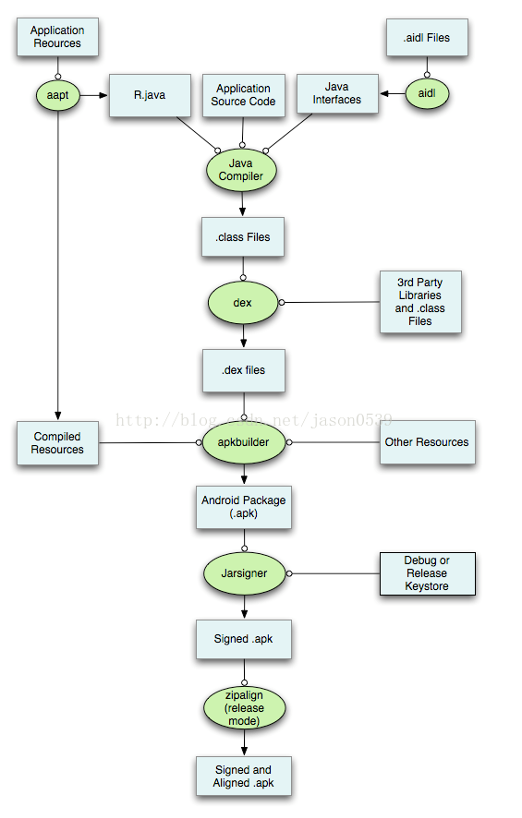 Application
Reources
.aidl Files
aapt
R.java
Application
Source Code
Java
Interfaces
aidl
Java
Compiler
.class Files
dex
3rd Party
Libraries
and .class
Files
.dex files
http://blog.csdn.net/jason0539
Compiled
Resources
apkbuilder
Other Resources
Android Package
(.apk)
Jarsigner
Debug or
Release
Keystore
Signed .apk
zipalign
(release
mode)
Signed and
Aligned .apk